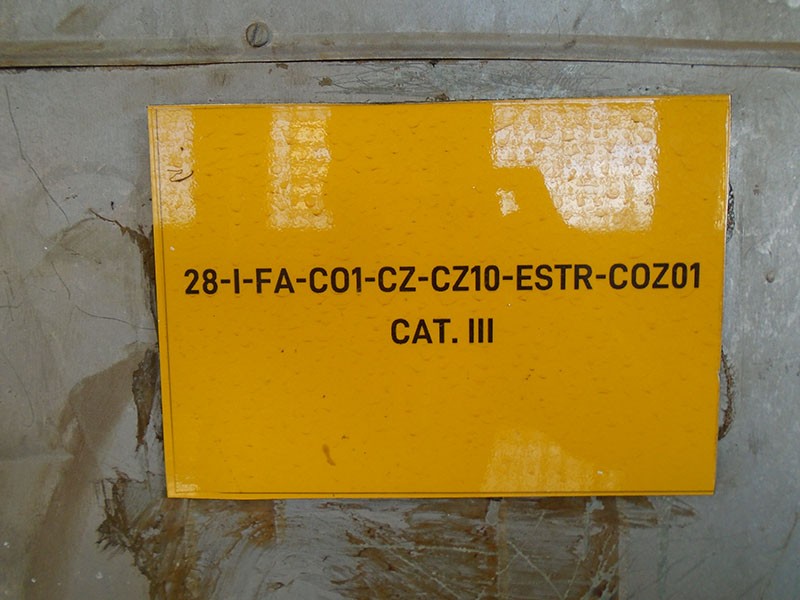 28-I-FA-C01-CZ-CZ10-ESTR-COZ01
CAT. III